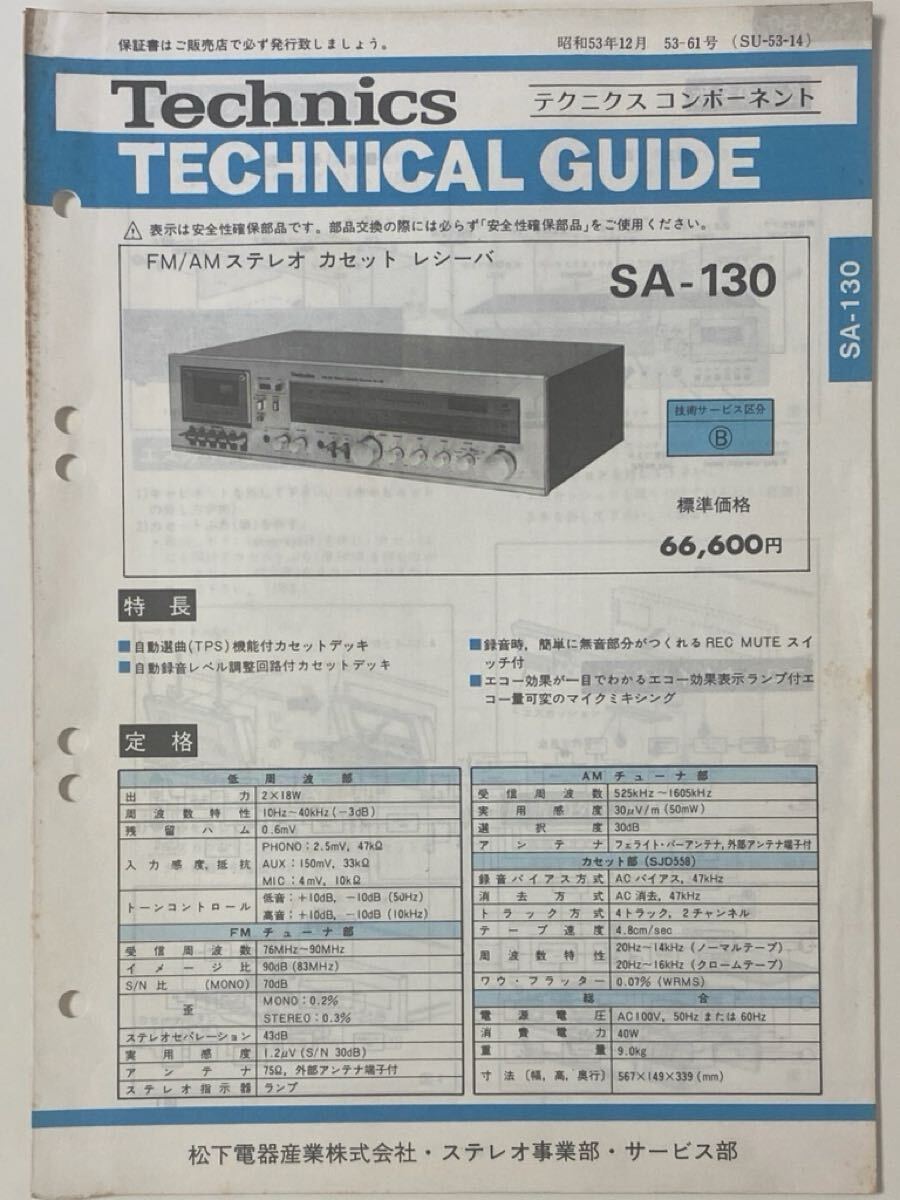 保証書はご販売店で必ず発行致しましょう。
昭和53年12月 53-61号 (SU-53-14)
Technics
テクニクス コンポーネント
TECHNICAL GUIDE
⚠ 表示は安全性確保部品です。部品交換の際には必らず「安全性確保部品」をご使用ください。
FM/AMステレオ カセット レシーバ
SA-130
SA-130
Technics
技術サービス区分
Ⓑ
標準価格
66,600円
特 長
■自動選曲(TPS)機能付カセットデッキ
■自動録音レベル調整回路付カセットデッキ
■録音時, 簡単に無音部分がつくれるREC MUTE スイ
ッチ付
■エコー効果が一目でわかるエコー効果表示ランプ付エ
コー量可変のマイクミキシング
定 格
低 周 波 部
出 力 2×18W
周 波 数 特 性 10Hz～40kHz (-3dB)
残 留 ハ ム 0.6mV
入 力 感 度, 抵 抗 PHONO : 2.5mV, 47kΩ
AUX : 150mV, 33kΩ
MIC : 4mV, 10kΩ
トーンコントロール 低音 : +10dB, -10dB (50Hz)
高音 : +10dB, -10dB (10kHz)
FM チ ュ ー ナ 部
受 信 周 波 数 76MHz～90MHz
イ メ ー ジ 比 90dB (83MHz)
S/N 比 (MONO) 70dB
歪 MONO : 0.2%
STEREO : 0.3%
ステレオセパレーション 43dB
実 用 感 度 1.2μV (S/N 30dB)
ア ン テ ナ 75Ω, 外部アンテナ端子付
ステレオ指示器 ランプ
AM チ ュ ー ナ 部
受 信 周 波 数 525kHz～1605kHz
実 用 感 度 30μV/m (50mW)
選 択 度 30dB
ア ン テ ナ フェライト・バーアンテナ, 外部アンテナ端子付
カセット部 (SJD558)
録音バイアス方式 ACバイアス, 47kHz
消 去 方 式 AC消去, 47kHz
トラック方式 4トラック, 2チャンネル
テ ー プ 速 度 4.8cm/sec
周 波 数 特 性 20Hz～14kHz (ノーマルテープ)
20Hz～16kHz (クロームテープ)
ワウ・フラッター 0.07% (WRMS)
総 合
電 源 電 圧 AC100V, 50Hz または 60Hz
消 費 電 力 40W
重 量 9.0kg
寸 法 (幅, 高, 奥行) 567×149×339 (mm)
松下電器産業株式会社・ステレオ事業部・サービス部